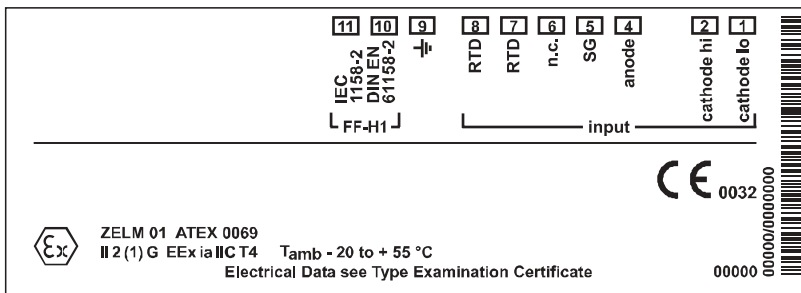 11 10 9 8 7 6 5 4 2 1
IEC
1158-2
DIN EN
61158-2
RTD
RTD
n.c.
SG
anode
cathode hi
cathode lo
FF-H1
input
CE 0032
Ex
ZELM 01 ATEX 0069
II 2 (1) G EEx ia IIC T4 Tamb - 20 to + 55 °C
Electrical Data see Type Examination Certificate
00000
00000/0000000